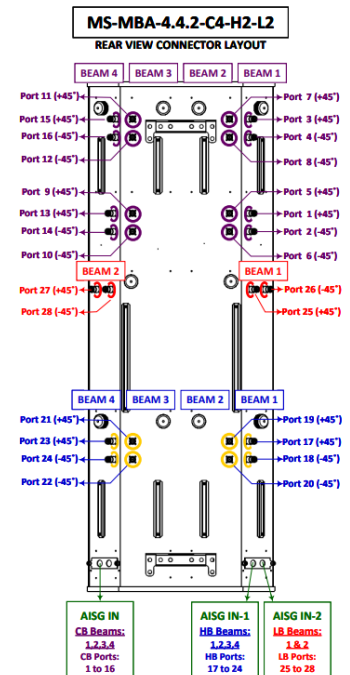 MS-MBA-4.4.2-C4-H2-L2
REAR VIEW CONNECTOR LAYOUT
BEAM 4 BEAM 3 BEAM 2 BEAM 1
Port 11 (+45°) Port 7 (+45°)
Port 15 (+45°) Port 3 (+45°)
Port 16 (-45°) Port 4 (-45°)
Port 12 (-45°) Port 8 (-45°)
Port 9 (+45°) Port 5 (+45°)
Port 13 (+45°) Port 1 (+45°)
Port 14 (-45°) Port 2 (-45°)
Port 10 (-45°) Port 6 (-45°)
BEAM 2 BEAM 1
Port 27 (+45°) Port 26 (-45°)
Port 28 (-45°) Port 25 (+45°)
BEAM 4 BEAM 3 BEAM 2 BEAM 1
Port 21 (+45°) Port 19 (+45°)
Port 23 (+45°) Port 17 (+45°)
Port 24 (-45°) Port 18 (-45°)
Port 22 (-45°) Port 20 (-45°)
AISG IN AISG IN-1 AISG IN-2
CB Beams: HB Beams: LB Beams:
1,2,3,4 1,2,3,4 1 & 2
CB Ports: HB Ports: LB Ports:
1 to 16 17 to 24 25 to 28